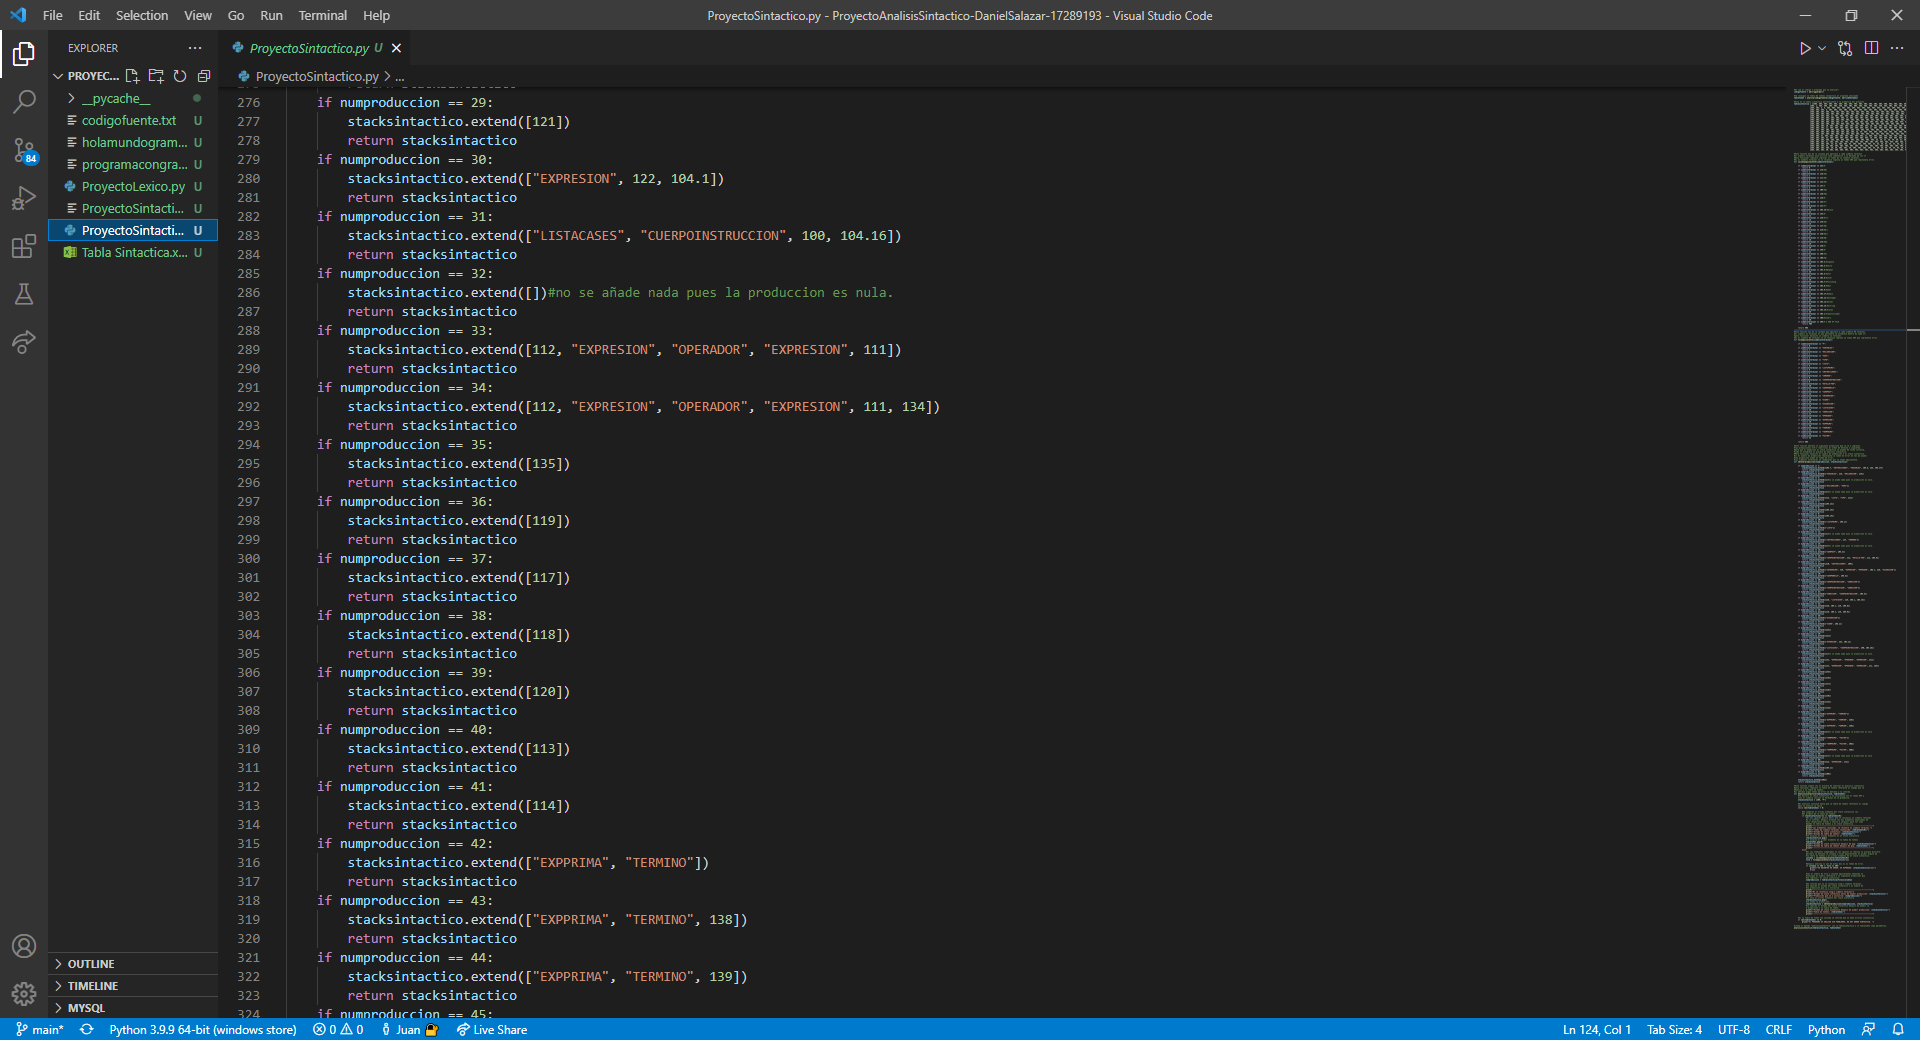 File Edit Selection View Go Run Terminal Help
ProyectoSintactico.py - ProyectoAnalisisSintactico-DanielSalazar-17289193 - Visual Studio Code
EXPLORER
PROYEC...
__pycache__
codigofuente.txt U
holamundogram... U
programacongra... U
ProyectoLexico.py U
ProyectoSintacti... U
ProyectoSintacti... U
Tabla Sintactica.x... U
84
OUTLINE
TIMELINE
MYSQL
ProyectoSintactico.py U
ProyectoSintactico.py > ...
276 if numproduccion == 29:
277 stacksintactico.extend([121])
278 return stacksintactico
279 if numproduccion == 30:
280 stacksintactico.extend(["EXPRESION", 122, 104.1])
281 return stacksintactico
282 if numproduccion == 31:
283 stacksintactico.extend(["LISTACASES", "CUERPOINSTRUCCION", 100, 104.16])
284 return stacksintactico
285 if numproduccion == 32:
286 stacksintactico.extend([])#no se añade nada pues la produccion es nula.
287 return stacksintactico
288 if numproduccion == 33:
289 stacksintactico.extend([112, "EXPRESION", "OPERADOR", "EXPRESION", 111])
290 return stacksintactico
291 if numproduccion == 34:
292 stacksintactico.extend([112, "EXPRESION", "OPERADOR", "EXPRESION", 111, 134])
293 return stacksintactico
294 if numproduccion == 35:
295 stacksintactico.extend([135])
296 return stacksintactico
297 if numproduccion == 36:
298 stacksintactico.extend([119])
299 return stacksintactico
300 if numproduccion == 37:
301 stacksintactico.extend([117])
302 return stacksintactico
303 if numproduccion == 38:
304 stacksintactico.extend([118])
305 return stacksintactico
306 if numproduccion == 39:
307 stacksintactico.extend([120])
308 return stacksintactico
309 if numproduccion == 40:
310 stacksintactico.extend([113])
311 return stacksintactico
312 if numproduccion == 41:
313 stacksintactico.extend([114])
314 return stacksintactico
315 if numproduccion == 42:
316 stacksintactico.extend(["EXPPRIMA", "TERMINO"])
317 return stacksintactico
318 if numproduccion == 43:
319 stacksintactico.extend(["EXPPRIMA", "TERMINO", 138])
320 return stacksintactico
321 if numproduccion == 44:
322 stacksintactico.extend(["EXPPRIMA", "TERMINO", 139])
323 return stacksintactico
324 if numproduccion == 45:
main* Python 3.9.9 64-bit (windows store) 0 0 Juan Live Share
Ln 124, Col 1 Tab Size: 4 UTF-8 CRLF Python